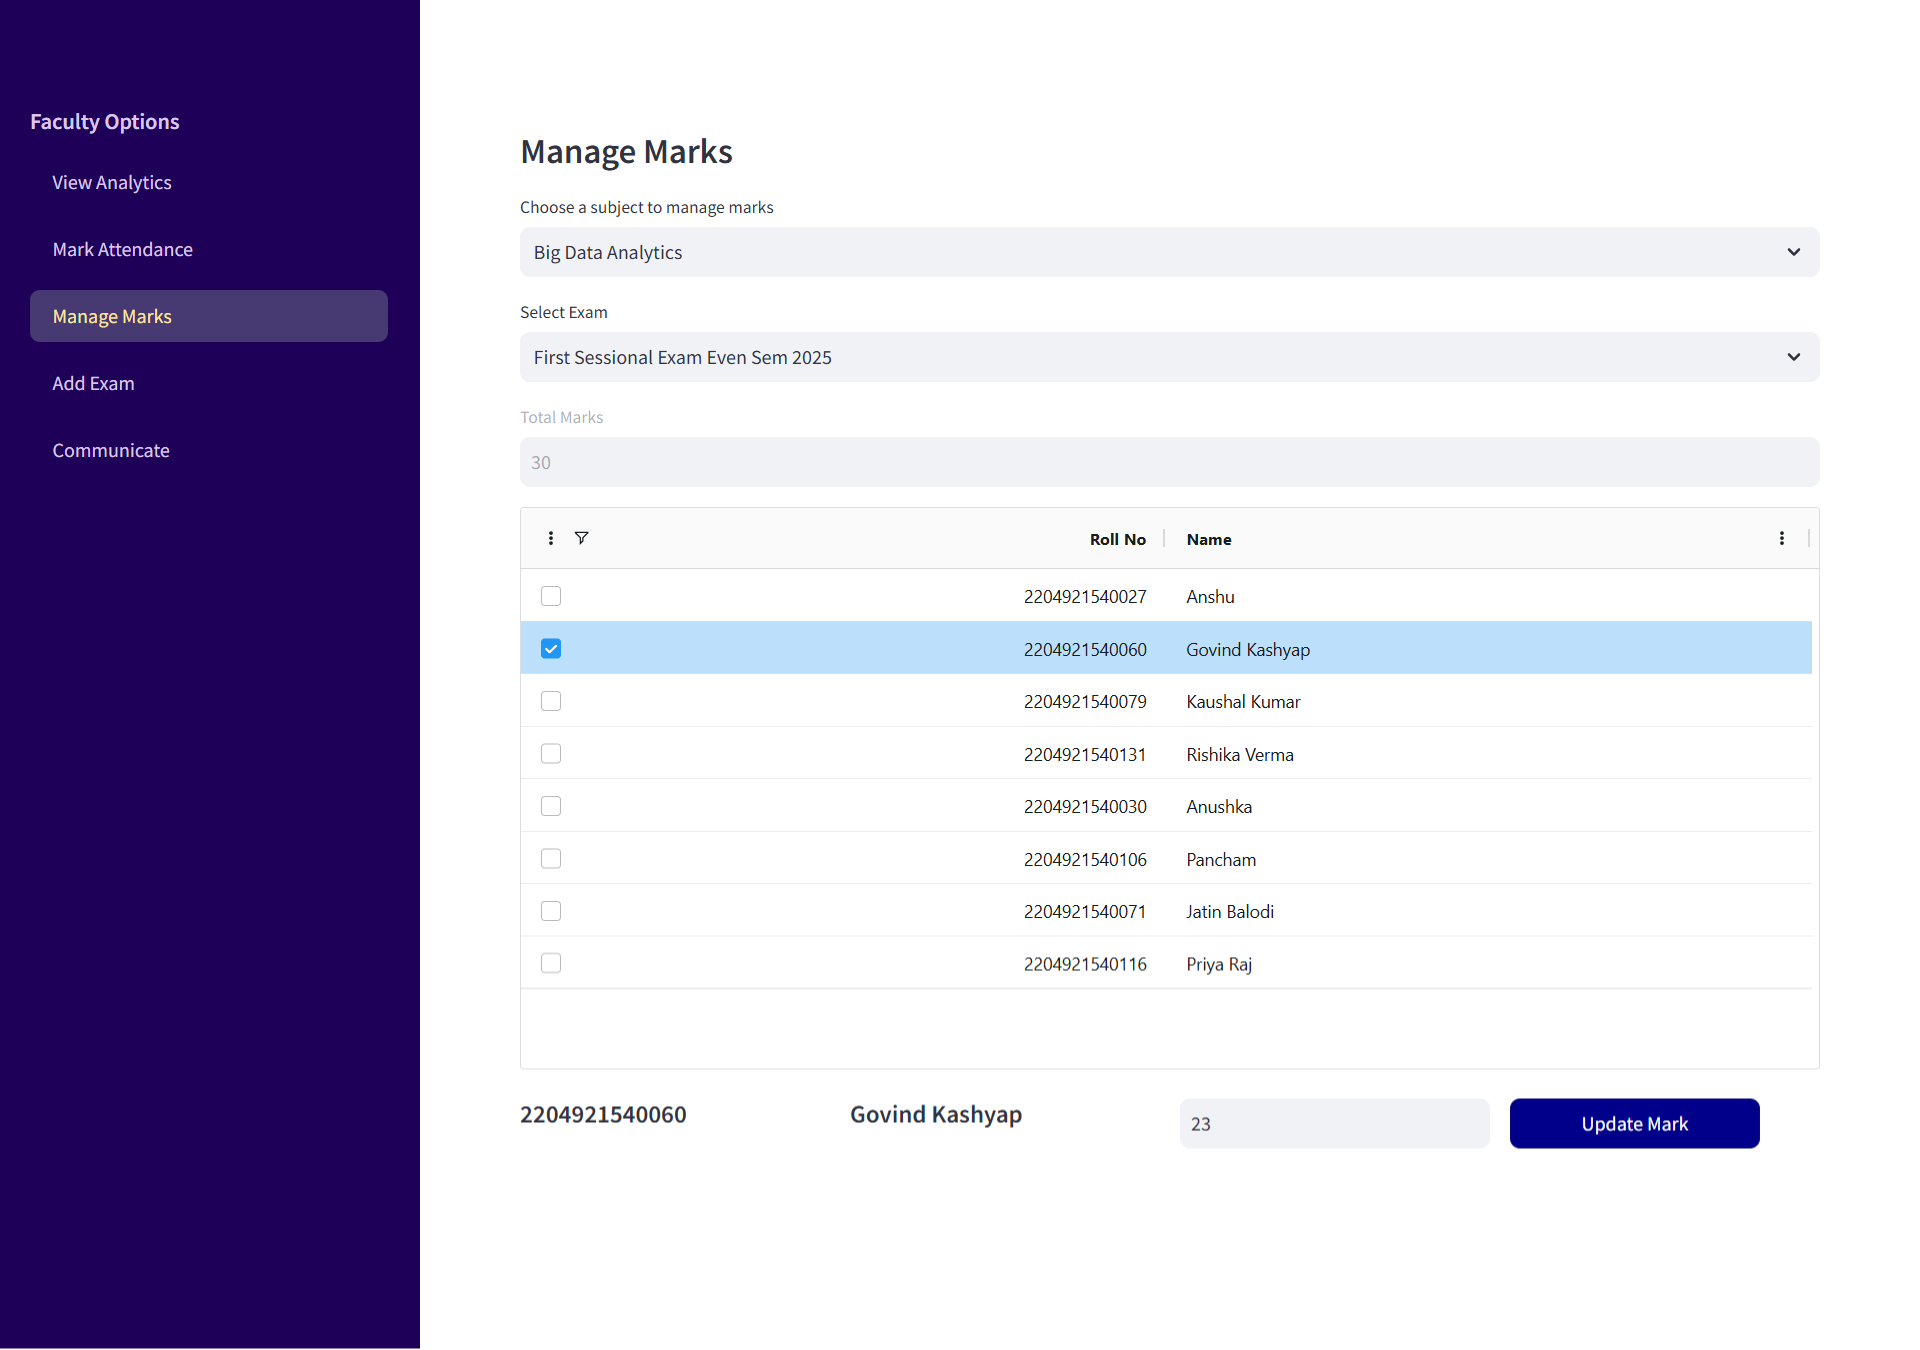 Faculty Options
View Analytics
Mark Attendance
Manage Marks
Add Exam
Communicate
Manage Marks
Choose a subject to manage marks
Big Data Analytics
Select Exam
First Sessional Exam Even Sem 2025
Total Marks
30
Roll No Name
2204921540027 Anshu
2204921540060 Govind Kashyap
2204921540079 Kaushal Kumar
2204921540131 Rishika Verma
2204921540030 Anushka
2204921540106 Pancham
2204921540071 Jatin Balodi
2204921540116 Priya Raj
2204921540060 Govind Kashyap 23 Update Mark